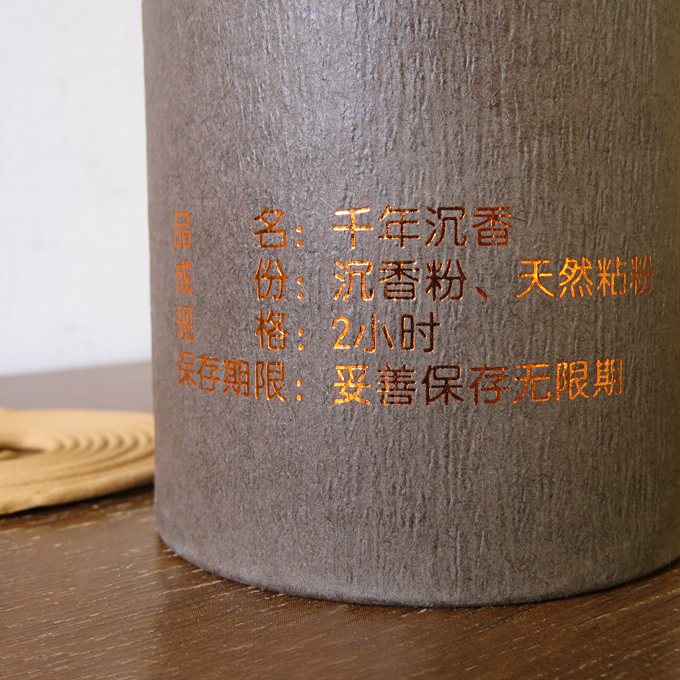 品 名：千年沉香
成 份：沉香粉、天然粘粉
规 格：2小时
保存期限：妥善保存无限期